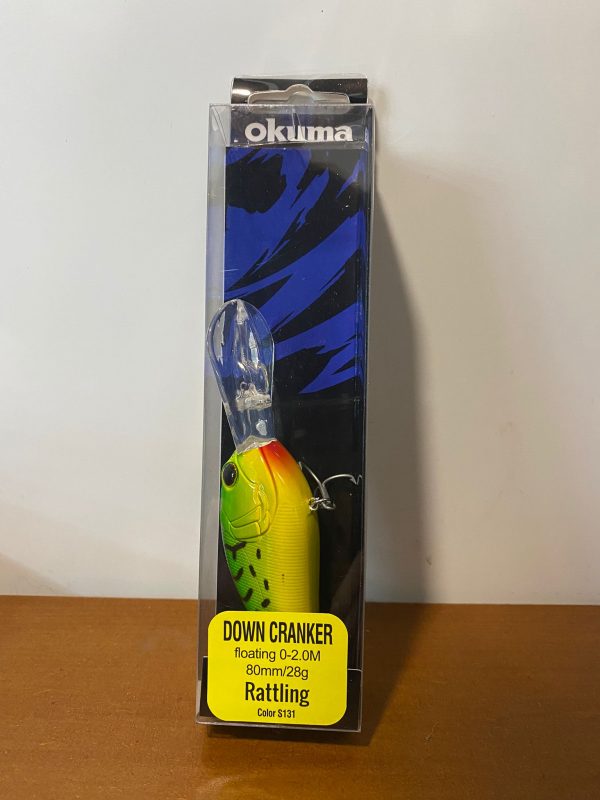 okuma
DOWN CRANKER
floating 0-2.0M
80mm/28g
Rattling
Color S131